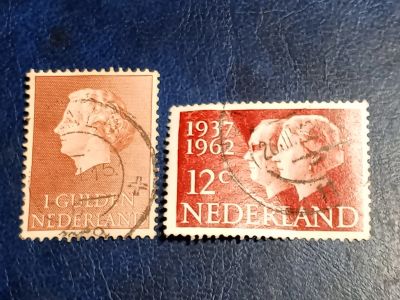 1 GULDEN
NEDERLAND
1937
1962
12c
NEDERLAND